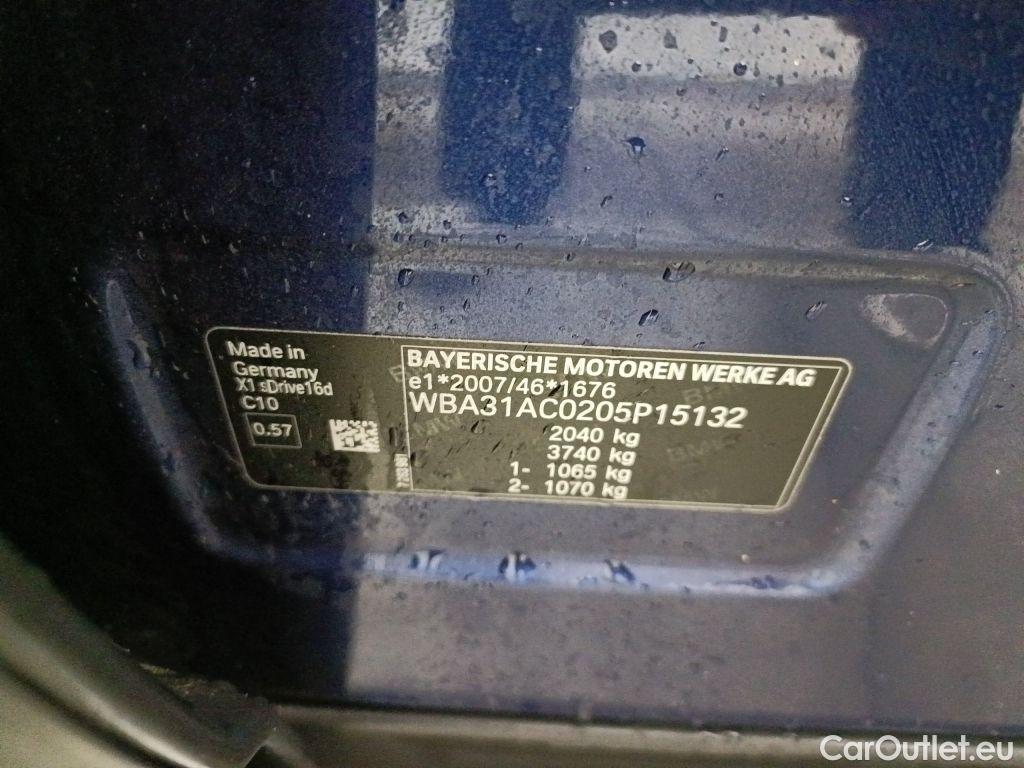 Made in
Germany
X1 sDrive16d
C10
0.57
BAYERISCHE MOTOREN WERKE AG
e1*2007/46*1676
WBA31AC0205P15132
2040 kg
3740 kg
1- 1065 kg
2- 1070 kg
CarOutlet.eu